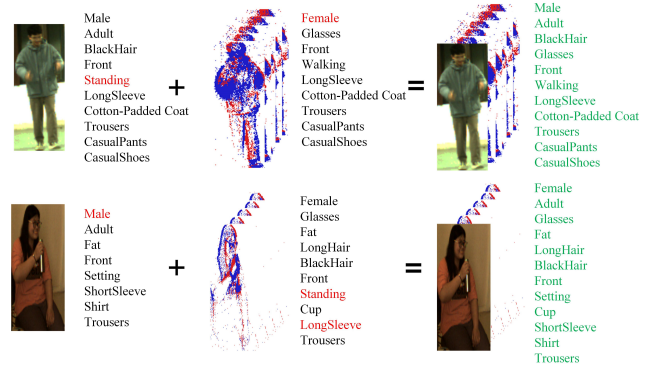 Male
Adult
BlackHair
Front
Standing
LongSleeve
Cotton-Padded Coat
Trousers
CasualPants
CasualShoes
+
Female
Glasses
Front
Walking
LongSleeve
Cotton-Padded Coat
Trousers
CasualPants
CasualShoes
=
Male
Adult
BlackHair
Glasses
Front
Walking
LongSleeve
Cotton-Padded Coat
Trousers
CasualPants
CasualShoes
Male
Adult
Fat
Front
Setting
ShortSleeve
Shirt
Trousers
+
Female
Glasses
Fat
LongHair
BlackHair
Front
Standing
Cup
LongSleeve
Trousers
=
Female
Adult
Glasses
Fat
LongHair
BlackHair
Front
Setting
Cup
ShortSleeve
Shirt
Trousers